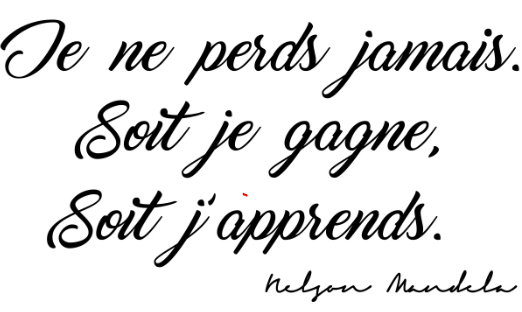 Je ne perds jamais.
Soit je gagne,
Soit j'apprends.
Nelson Mandela